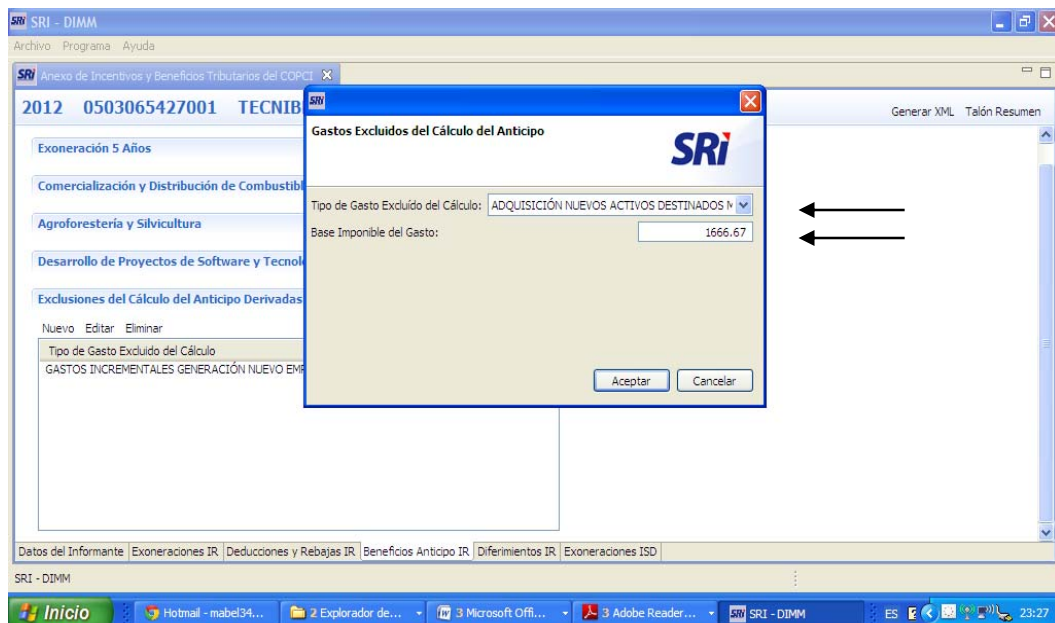 SRi SRI - DIMM
Archivo Programa Ayuda
SRi Anexo de Incentivos y Beneficios Tributarios del COPCI
2012 0503065427001 TECNIB
Generar XML Talón Resumen
Exoneración 5 Años
Comercialización y Distribución de Combustibl
Agroforestería y Silvicultura
Desarrollo de Proyectos de Software y Tecnolo
Exclusiones del Cálculo del Anticipo Derivadas
Nuevo Editar Eliminar
Tipo de Gasto Excluido del Cálculo
GASTOS INCREMENTALES GENERACIÓN NUEVO EMP
SRi
Gastos Excluidos del Cálculo del Anticipo
SRi
Tipo de Gasto Excluído del Cálculo: ADQUISICIÓN NUEVOS ACTIVOS DESTINADOS M
Base Imponible del Gasto: 1666.67
Aceptar Cancelar
Datos del Informante Exoneraciones IR Deducciones y Rebajas IR Beneficios Anticipo IR Diferimientos IR Exoneraciones ISD
SRI - DIMM
Inicio Hotmail - mabel34... 2 Explorador de... 3 Microsoft Offi... 3 Adobe Reader... SRi SRI - DIMM ES 23:27